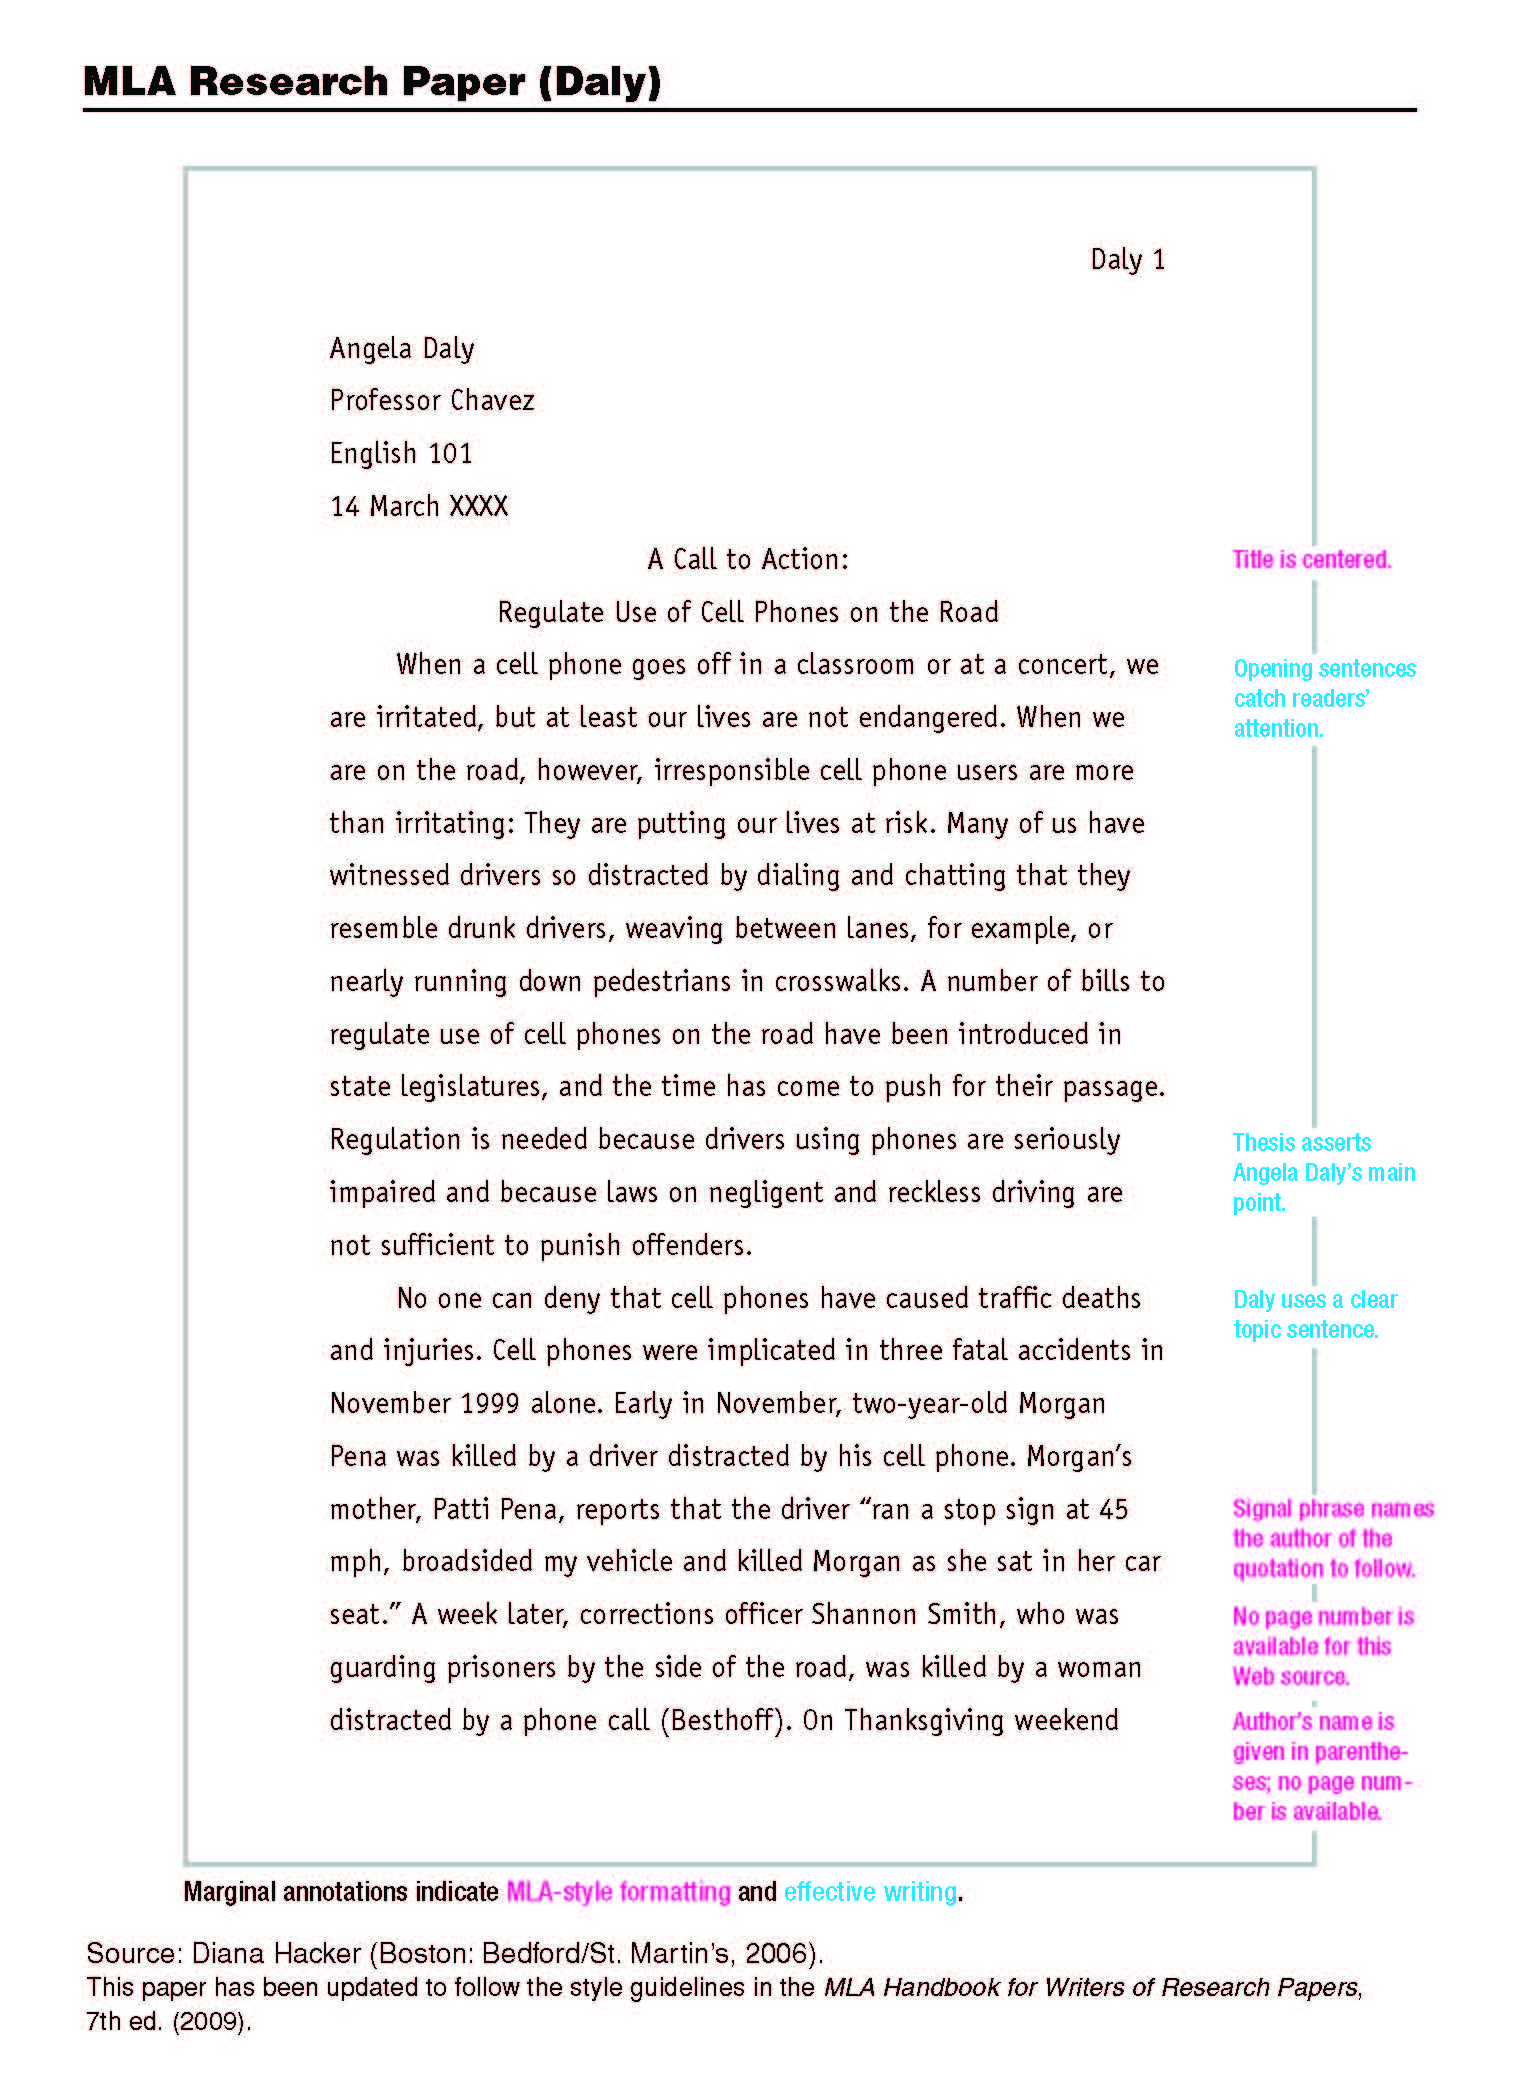 MLA Research Paper (Daly)
Daly 1
Angela Daly
Professor Chavez
English 101
14 March XXXX
A Call to Action:
Regulate Use of Cell Phones on the Road
When a cell phone goes off in a classroom or at a concert, we
are irritated, but at least our lives are not endangered. When we
are on the road, however, irresponsible cell phone users are more
than irritating: They are putting our lives at risk. Many of us have
witnessed drivers so distracted by dialing and chatting that they
resemble drunk drivers, weaving between lanes, for example, or
nearly running down pedestrians in crosswalks. A number of bills to
regulate use of cell phones on the road have been introduced in
state legislatures, and the time has come to push for their passage.
Regulation is needed because drivers using phones are seriously
impaired and because laws on negligent and reckless driving are
not sufficient to punish offenders.
No one can deny that cell phones have caused traffic deaths
and injuries. Cell phones were implicated in three fatal accidents in
November 1999 alone. Early in November, two-year-old Morgan
Pena was killed by a driver distracted by his cell phone. Morgan’s
mother, Patti Pena, reports that the driver “ran a stop sign at 45
mph, broadsided my vehicle and killed Morgan as she sat in her car
seat.” A week later, corrections officer Shannon Smith, who was
guarding prisoners by the side of the road, was killed by a woman
distracted by a phone call (Besthoff). On Thanksgiving weekend
Title is centered.
Opening sentences
catch readers’
attention.
Thesis asserts
Angela Daly’s main
point.
Daly uses a clear
topic sentence.
Signal phrase names
the author of the
quotation to follow.
No page number is
available for this
Web source.
Author’s name is
given in parenthe-
ses; no page num-
ber is available.
Marginal annotations indicate MLA-style formatting and effective writing.
Source: Diana Hacker (Boston: Bedford/St. Martin’s, 2006).
This paper has been updated to follow the style guidelines in the MLA Handbook for Writers of Research Papers,
7th ed. (2009).